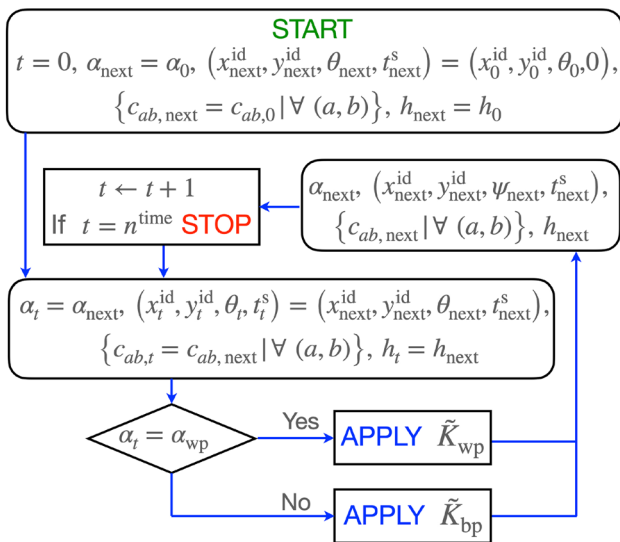 START
t = 0, α_next = α_0, (x^id_next, y^id_next, θ_next, t^s_next) = (x^id_0, y^id_0, θ_0, 0),
{c_ab, next = c_ab,0 | ∀ (a, b)}, h_next = h_0
t ← t + 1
If t = n^time STOP
α_next, (x^id_next, y^id_next, ψ_next, t^s_next),
{c_ab, next | ∀ (a, b)}, h_next
α_t = α_next, (x^id_t, y^id_t, θ_t, t^s_t) = (x^id_next, y^id_next, θ_next, t^s_next),
{c_ab,t = c_ab, next | ∀ (a, b)}, h_t = h_next
α_t = α_wp
Yes
APPLY K̃_wp
No
APPLY K̃_bp